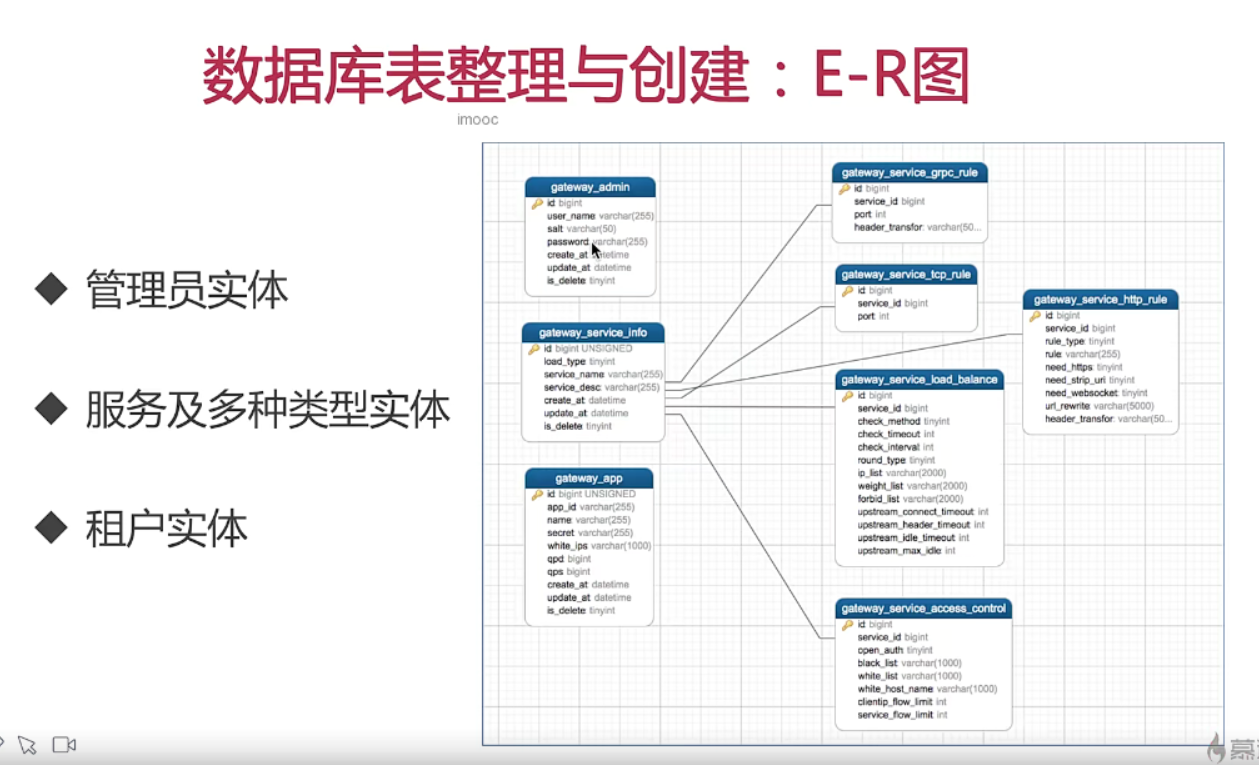 数据库表整理与创建：E-R图
imooc
管理员实体
服务及多种类型实体
租户实体
gateway_admin
id bigint
user_name varchar(255)
salt varchar(50)
password varchar(255)
create_at datetime
update_at datetime
is_delete tinyint
gateway_service_info
id bigint UNSIGNED
load_type tinyint
service_name varchar(255)
service_desc varchar(255)
create_at datetime
update_at datetime
is_delete tinyint
gateway_app
id bigint UNSIGNED
app_id varchar(255)
name varchar(255)
secret varchar(255)
white_ips varchar(1000)
qpd bigint
qps bigint
create_at datetime
update_at datetime
is_delete tinyint
gateway_service_grpc_rule
id bigint
service_id bigint
port int
header_transfor varchar(50...
gateway_service_tcp_rule
id bigint
service_id bigint
port int
gateway_service_load_balance
id bigint
service_id bigint
check_method tinyint
check_timeout int
check_interval int
round_type tinyint
ip_list varchar(2000)
weight_list varchar(2000)
forbid_list varchar(2000)
upstream_connect_timeout int
upstream_header_timeout int
upstream_idle_timeout int
upstream_max_idle int
gateway_service_access_control
id bigint
service_id bigint
open_auth tinyint
black_list varchar(1000)
white_list varchar(1000)
white_host_name varchar(1000)
clientip_flow_limit int
service_flow_limit int
gateway_service_http_rule
id bigint
service_id bigint
rule_type tinyint
rule varchar(255)
need_https tinyint
need_strip_uri tinyint
need_websocket tinyint
url_rewrite varchar(5000)
header_transfor varchar(50...
慕